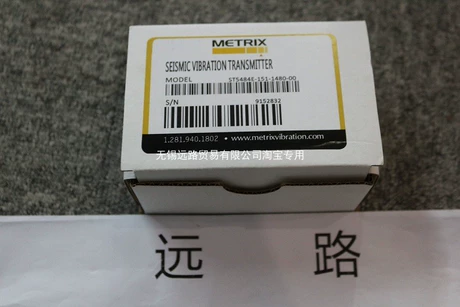 METRIX
SEISMIC VIBRATION TRANSMITTER
MODEL ST5484E-151-1480-00
S/N 9152832
1.281.940.1802 • www.metrixvibration.com
无锡远路贸易有限公司淘宝专用
远 路